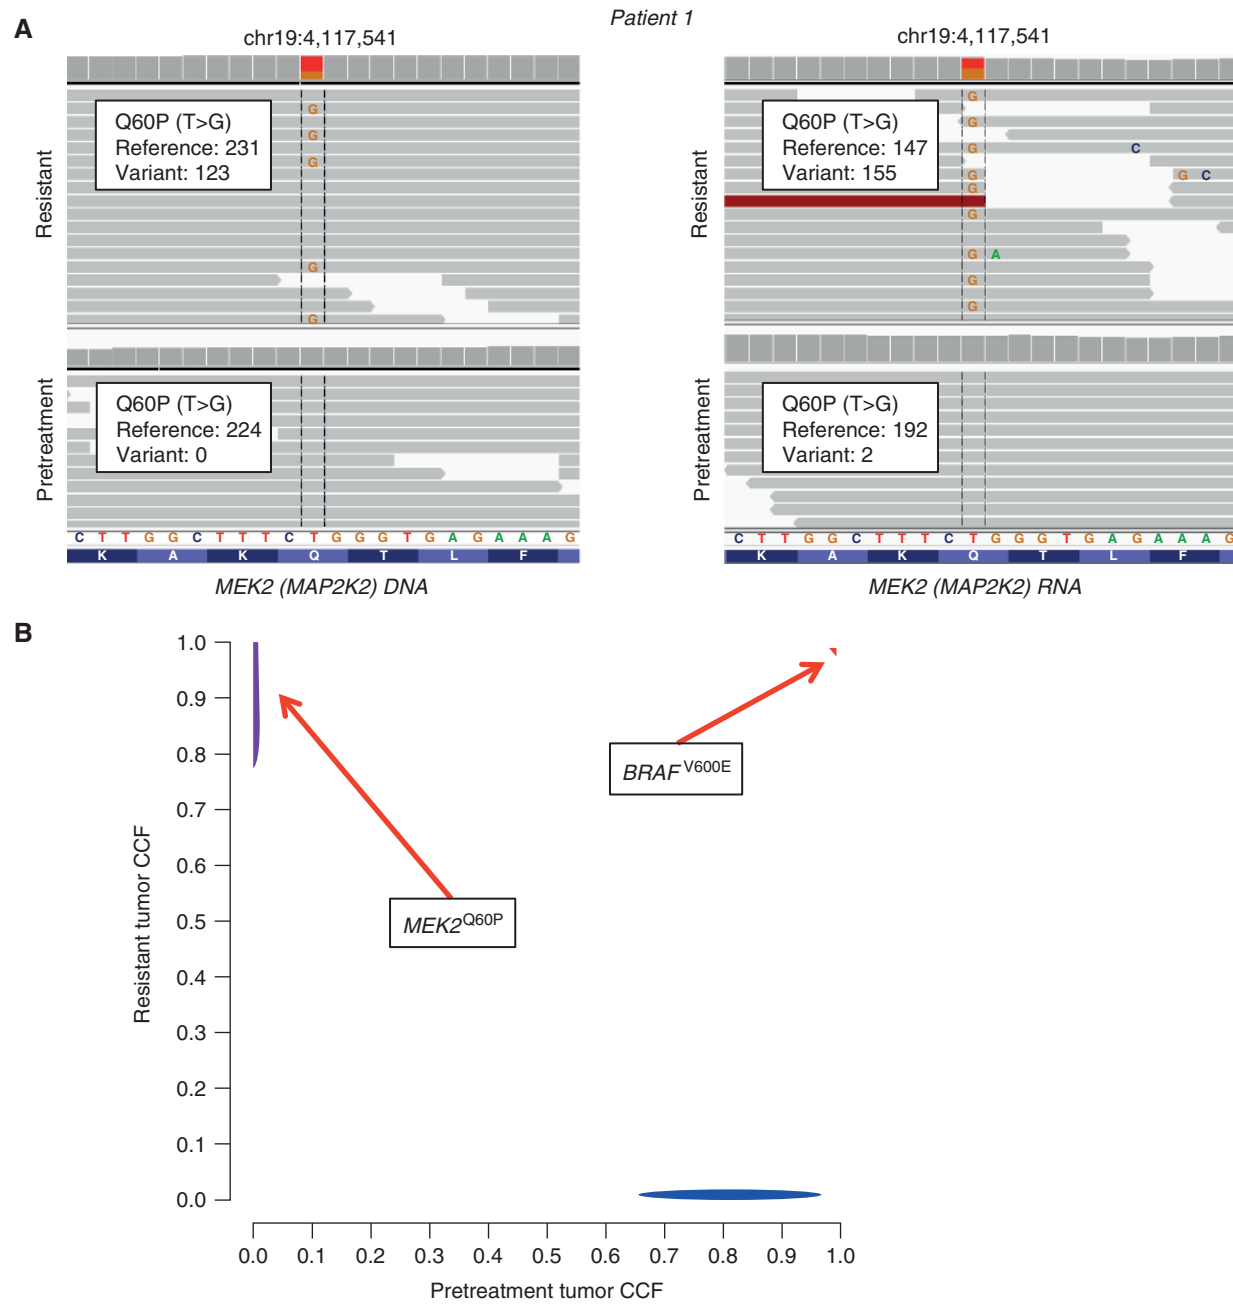 A
Patient 1
chr19:4,117,541
chr19:4,117,541
Resistant
Q60P (T>G)
Reference: 231
Variant: 123
G
G
G
G
G
Resistant
Q60P (T>G)
Reference: 147
Variant: 155
G
G
G C
G G C
G
G
G A
G
G
Pretreatment
Q60P (T>G)
Reference: 224
Variant: 0
Pretreatment
Q60P (T>G)
Reference: 192
Variant: 2
C T T G G C T T T C T G G G T G A G A A A G
K A K Q T L F
MEK2 (MAP2K2) DNA
C T T G G C T T T C T G G G T G A G A A A G
K A K Q T L F
MEK2 (MAP2K2) RNA
B
Resistant tumor CCF
1.0
0.9
0.8
0.7
0.6
0.5
0.4
0.3
0.2
0.1
0.0
BRAF V600E
MEK2 Q60P
0.0 0.1 0.2 0.3 0.4 0.5 0.6 0.7 0.8 0.9 1.0
Pretreatment tumor CCF